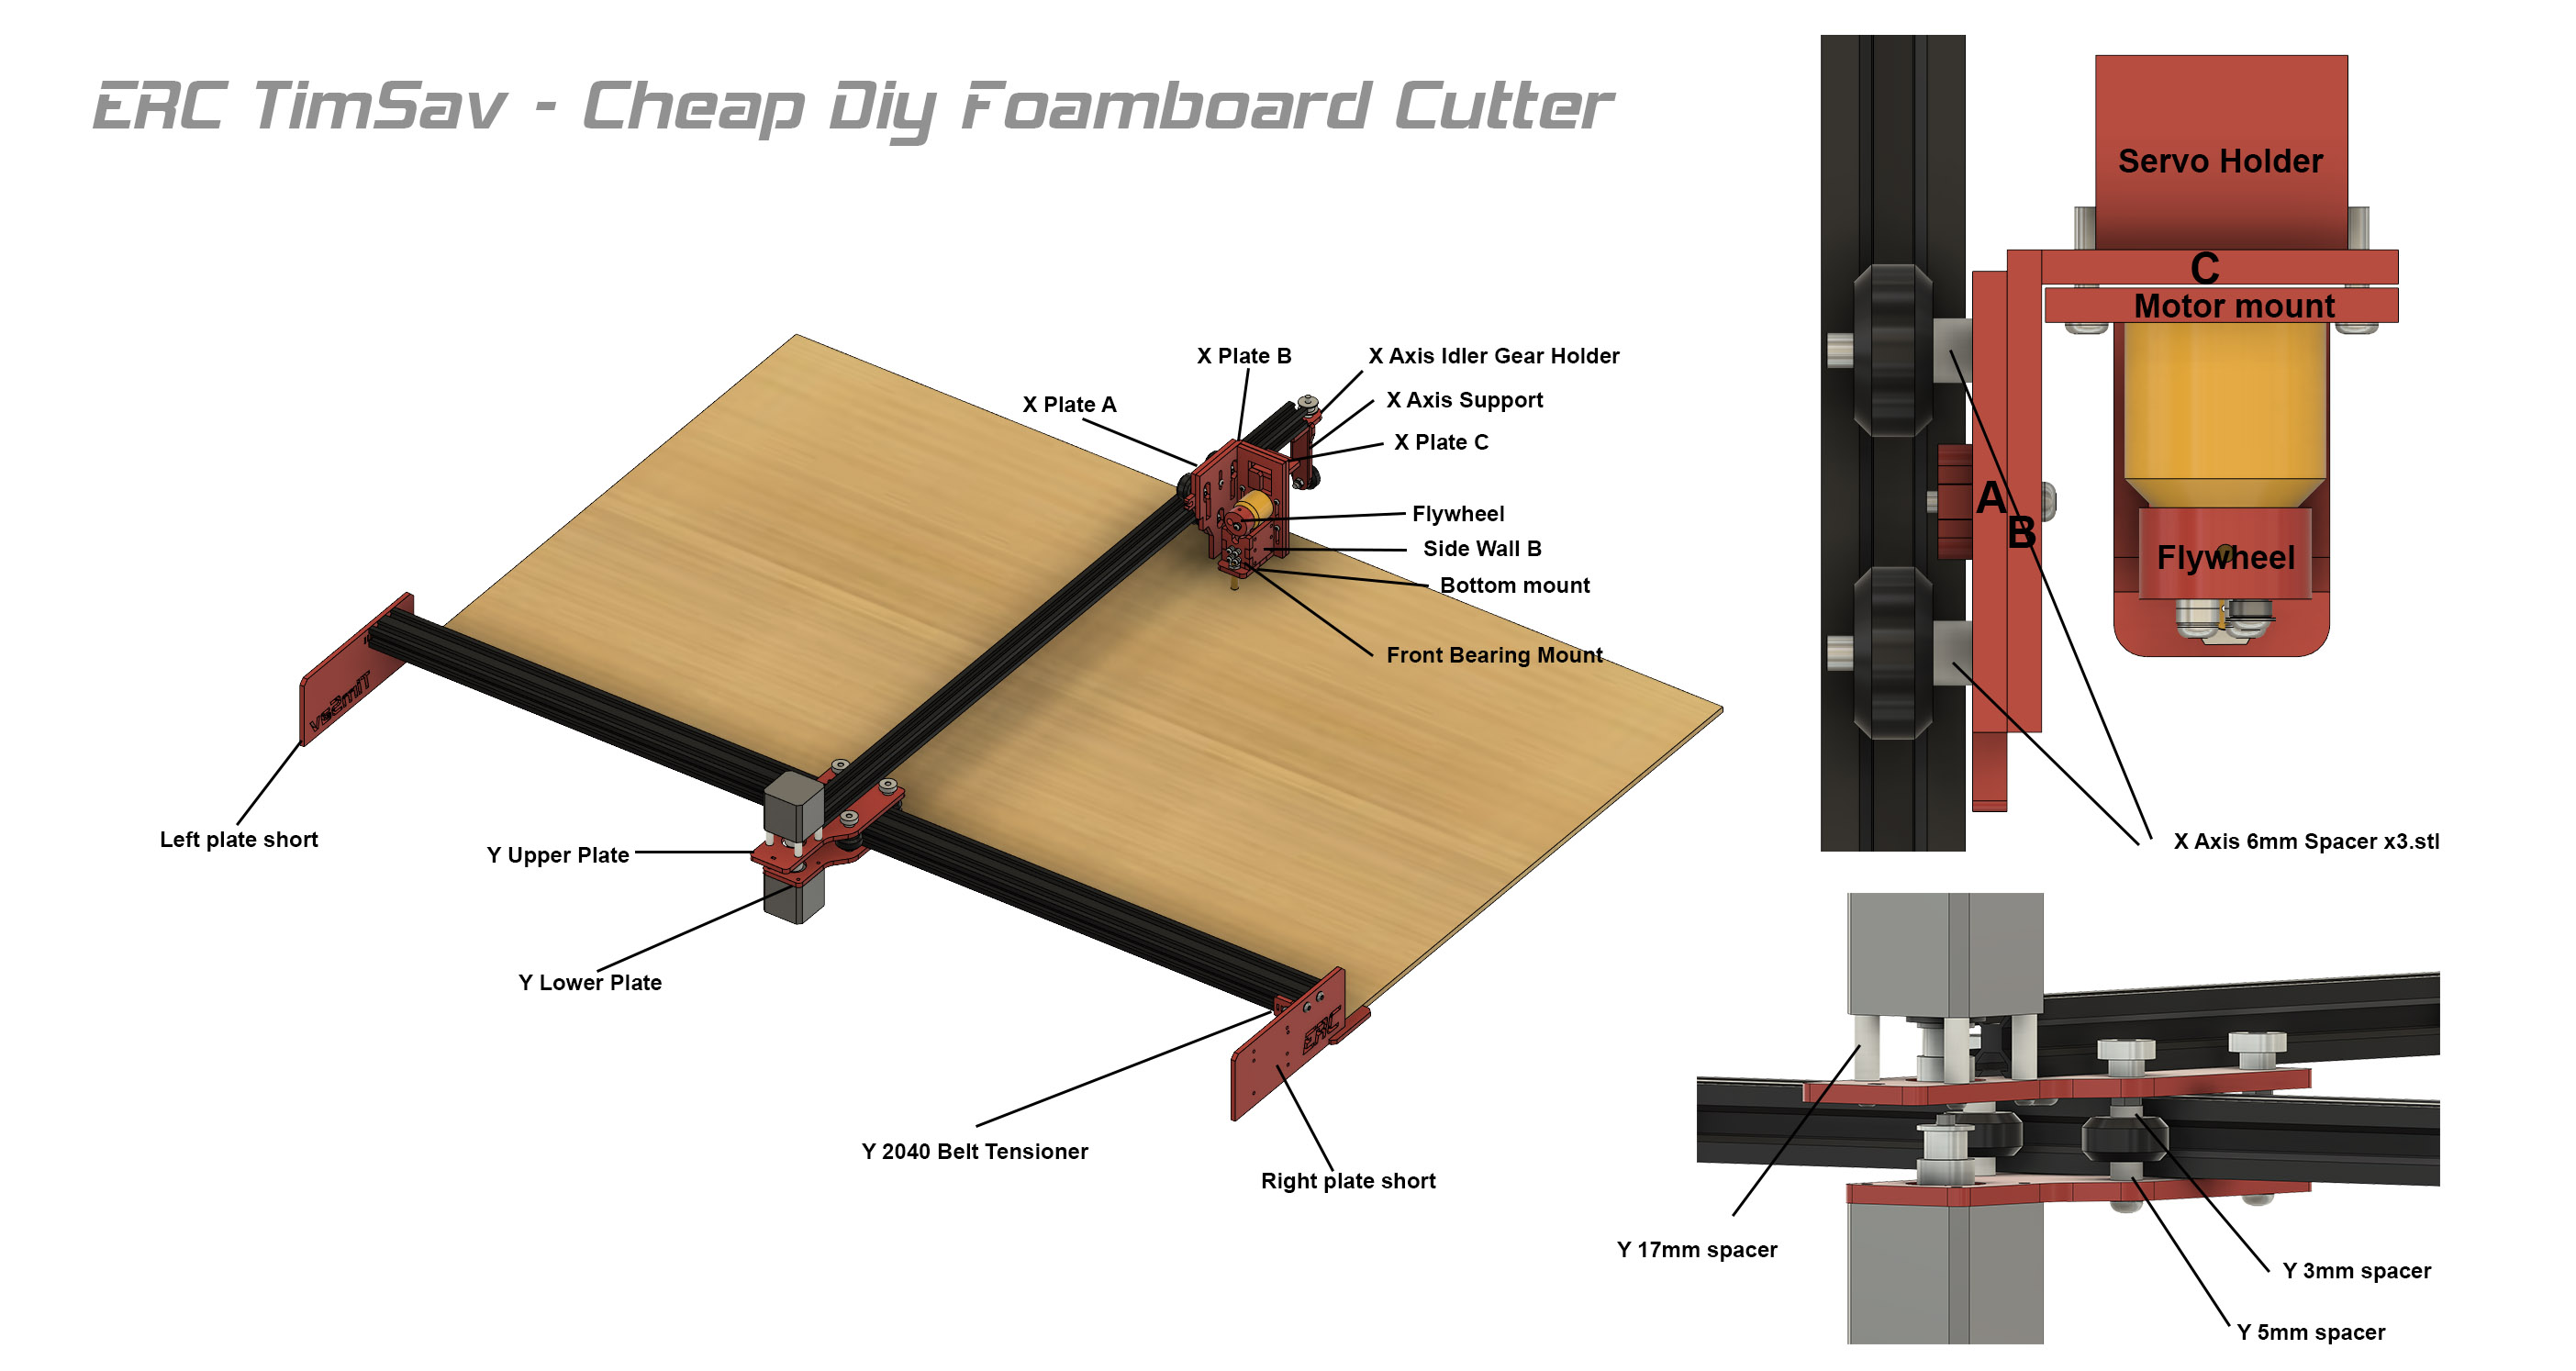 ERC TimSav - Cheap Diy Foamboard Cutter
X Plate B
X Axis Idler Gear Holder
X Plate A
X Axis Support
X Plate C
Flywheel
Side Wall B
Bottom mount
Front Bearing Mount
TimSav
Left plate short
Y Upper Plate
Y Lower Plate
ERC
Y 2040 Belt Tensioner
Right plate short
Servo Holder
C
Motor mount
A
B
Flywheel
X Axis 6mm Spacer x3.stl
Y 17mm spacer
Y 3mm spacer
Y 5mm spacer